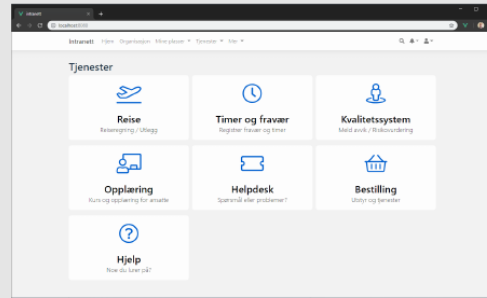 Intranett
localhost:8080
Intranett Hjem Organisasjon Mine plasser Tjenester Mer
Tjenester
Reise
Reiseregning / Utlegg
Timer og fravær
Register fravær og timer
Kvalitetssystem
Meld avvik / Risikovurdering
Opplæring
Kurs og opplæring for ansatte
Helpdesk
Spørsmål eller problemer?
Bestilling
Utstyr og tjenester
Hjelp
Noe du lurer på?